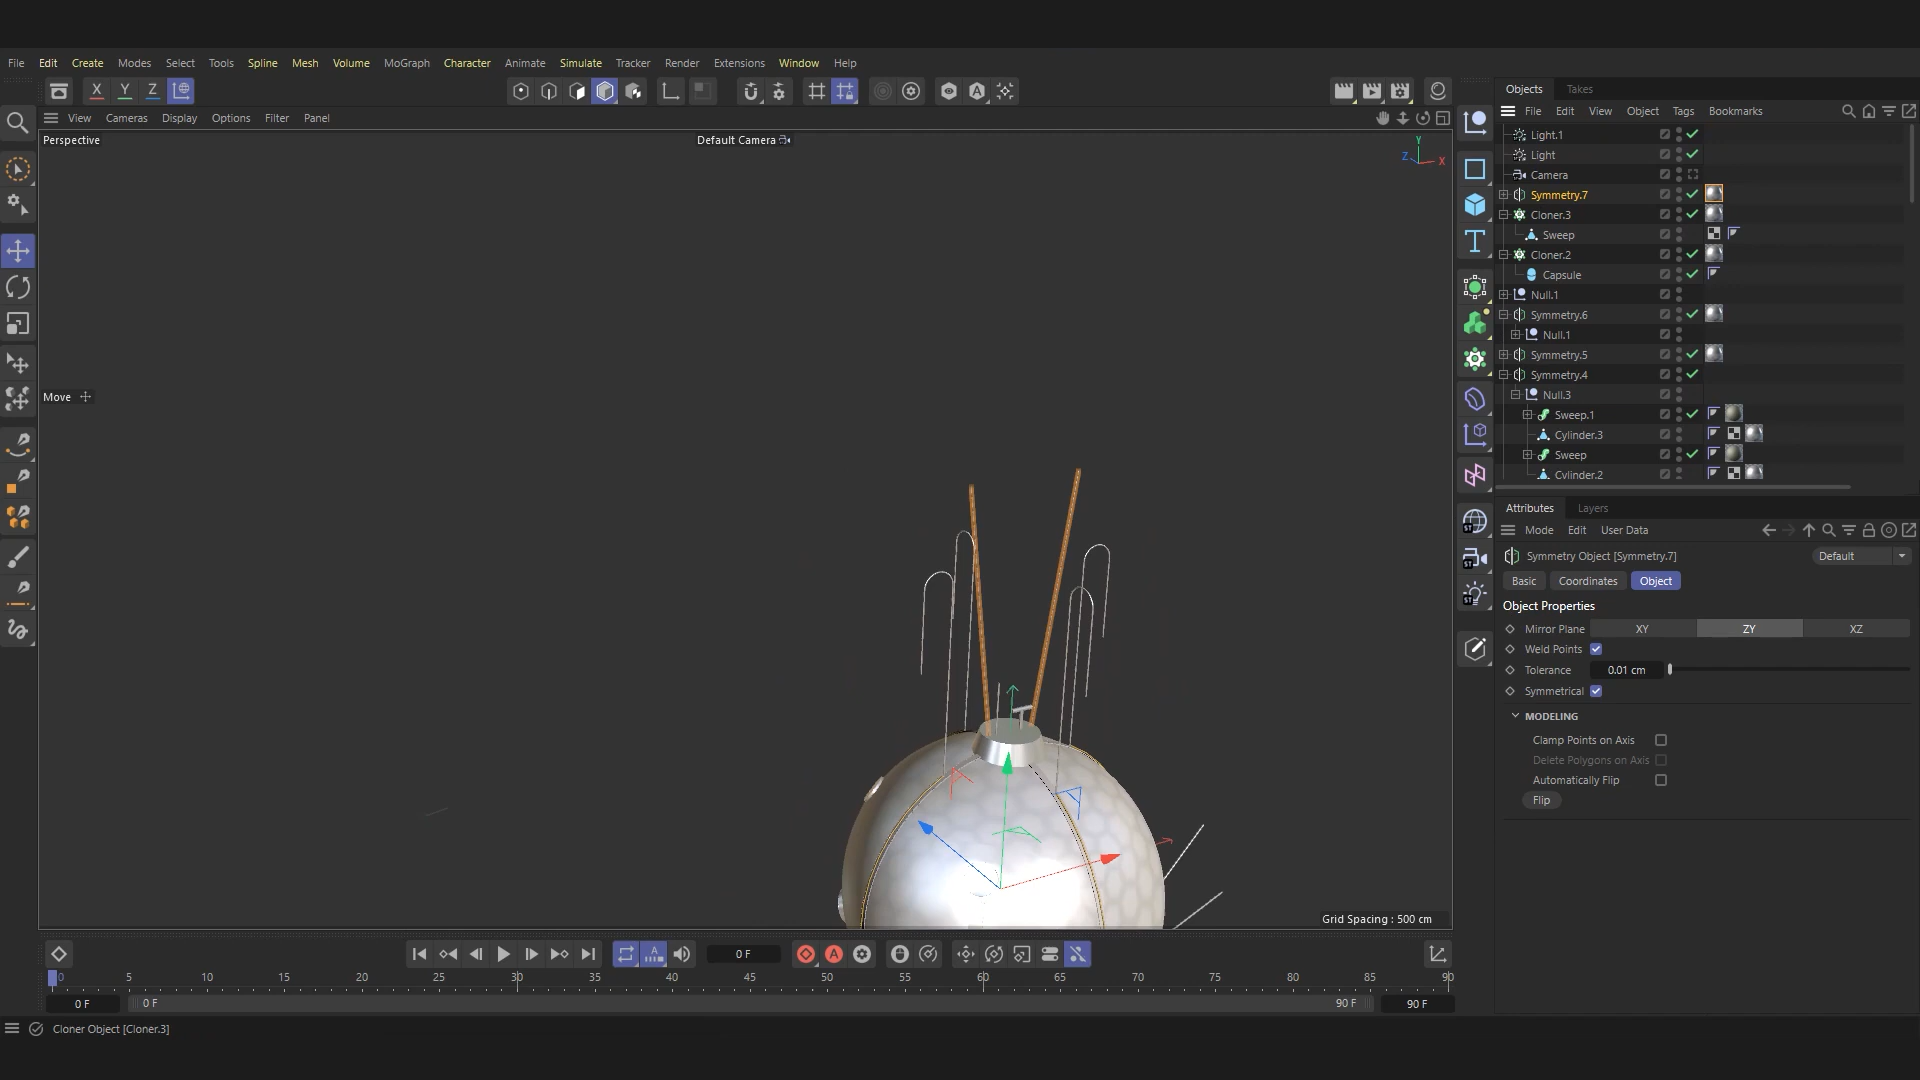 File Edit Create Modes Select Tools Spline Mesh Volume MoGraph Character Animate Simulate Tracker Render Extensions Window Help
X Y Z
View Cameras Display Options Filter Panel
Perspective
Default Camera
Y
Z X
Move
Grid Spacing : 500 cm
Objects Takes
File Edit View Object Tags Bookmarks
Light.1
Light
Camera
Symmetry.7
Cloner.3
Sweep
Cloner.2
Capsule
Null.1
Symmetry.6
Null.1
Symmetry.5
Symmetry.4
Null.3
Sweep.1
Cylinder.3
Sweep
Cylinder.2
Attributes Layers
Mode Edit User Data
Symmetry Object [Symmetry.7] Default
Basic Coordinates Object
Object Properties
Mirror Plane XY ZY XZ
Weld Points
Tolerance 0.01 cm
Symmetrical
MODELING
Clamp Points on Axis
Delete Polygons on Axis
Automatically Flip
Flip
0 F
0 5 10 15 20 25 30 35 40 45 50 55 60 65 70 75 80 85 90
0 F 0 F 90 F 90 F
Cloner Object [Cloner.3]